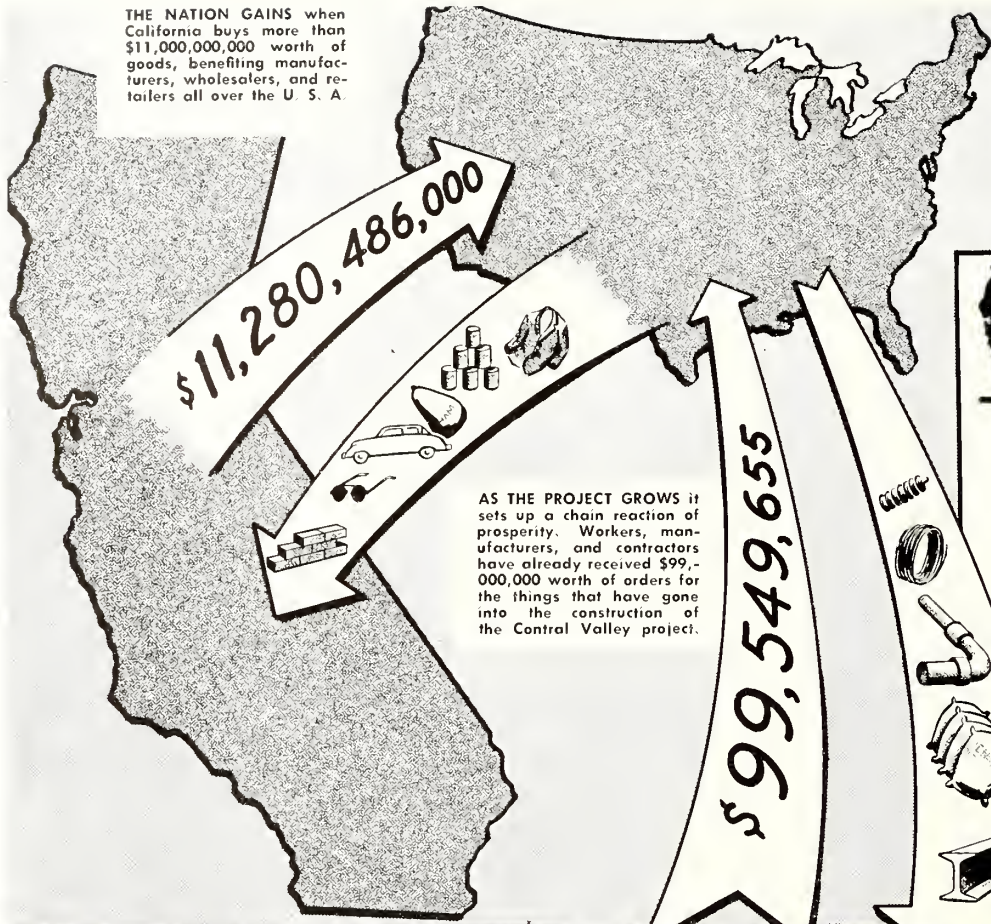 THE NATION GAINS when
California buys more than
$11,000,000,000 worth of
goods, benefiting manufac-
turers, wholesalers, and re-
tailers all over the U. S. A.
$11,280,486,000
HAM
AS THE PROJECT GROWS it
sets up a chain reaction of
prosperity. Workers, man-
ufacturers, and contractors
have already received $99,-
000,000 worth of orders for
the things that have gone
into the construction of
the Contral Valley project.
$99,549,655